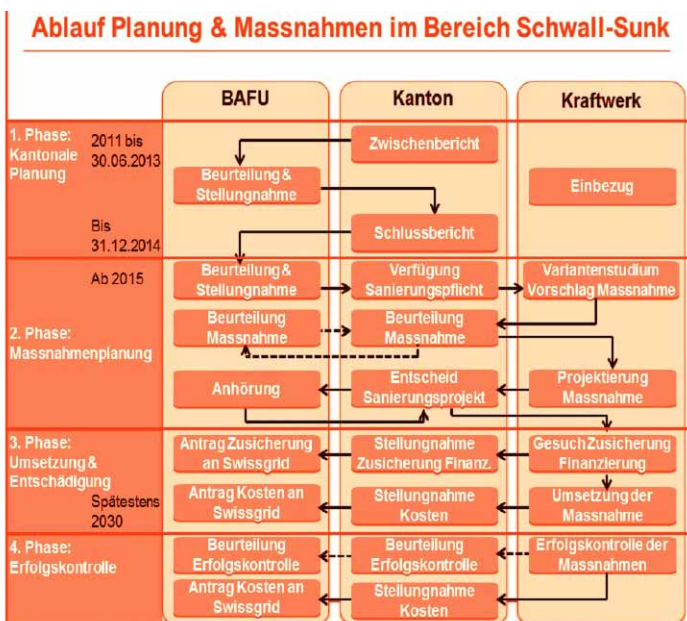 Ablauf Planung & Massnahmen im Bereich Schwall-Sunk
BAFU
Kanton
Kraftwerk
1. Phase:
Kantonale
Planung
2011 bis
30.06.2013
Zwischenbericht
Beurteilung &
Stellungnahme
Einbezug
Bis
31.12.2014
Schlussbericht
Ab 2015
Beurteilung &
Stellungnahme
Verfügung
Sanierungspflicht
Variantenstudium
Vorschlag Massnahme
2. Phase:
Massnahmenplanung
Beurteilung
Massnahme
Beurteilung
Massnahme
Anhörung
Entscheid
Sanierungsprojekt
Projektierung
Massnahme
3. Phase:
Umsetzung &
Entschädigung
Spätestens
2030
Antrag Zusicherung
an Swissgrid
Stellungnahme
Zusicherung Finanz.
Gesuch Zusicherung
Finanzierung
Antrag Kosten an
Swissgrid
Stellungnahme
Kosten
Umsetzung der
Massnahme
4. Phase:
Erfolgskontrolle
Beurteilung
Erfolgskontrolle
Beurteilung
Erfolgskontrolle
Erfolgskontrolle der
Massnahmen
Antrag Kosten an
Swissgrid
Stellungnahme
Kosten